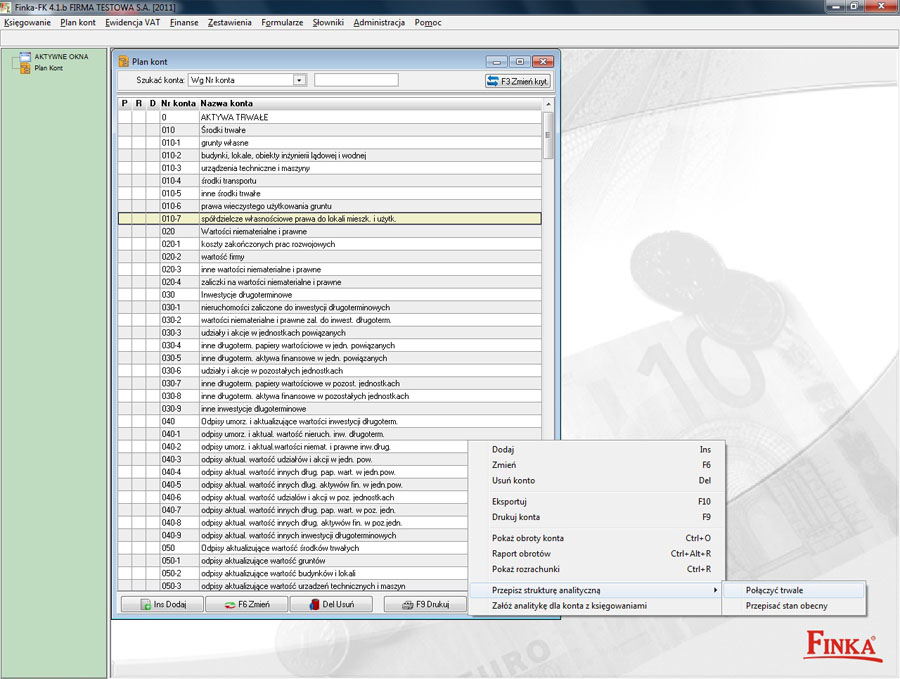 Finka-FK 4.1.b FIRMA TESTOWA S.A. [2011]
Księgowanie Plan kont Ewidencja VAT Finanse Zestawienia Formularze Słowniki Administracja Pomoc
AKTYWNE OKNA
Plan Kont
Plan kont
Szukać konta: Wg Nr konta F3 Zmień kryt.
P R D Nr konta Nazwa konta
0 AKTYWA TRWAŁE
010 Środki trwałe
010-1 grunty własne
010-2 budynki, lokale, obiekty inżynierii lądowej i wodnej
010-3 urządzenia techniczne i maszyny
010-4 środki transportu
010-5 inne środki trwałe
010-6 prawa wieczystego użytkowania gruntu
010-7 spółdzielcze własnościowe prawa do lokali mieszk. i użytk.
020 Wartości niematerialne i prawne
020-1 koszty zakończonych prac rozwojowych
020-2 wartość firmy
020-3 inne wartości niematerialne i prawne
020-4 zaliczki na wartości niematerialne i prawne
030 Inwestycje długoterminowe
030-1 nieruchomości zaliczone do inwestycji długoterminowych
030-2 wartości niematerialne i prawne zal. do inwest. długoterm.
030-3 udziały i akcje w jednostkach powiązanych
030-4 inne długoterm. papiery wartościowe w jedn. powiązanych
030-5 inne długoterm. aktywa finansowe w jedn. powiązanych
030-6 udziały i akcje w pozostałych jednostkach
030-7 inne długoterm. papiery wartościowe w pozost. jednostkach
030-8 inne długoterm. aktywa finansowe w pozostałych jednostkach
030-9 inne inwestycje długoterminowe
040 Odpisy umorz. i aktualizujące wartości inwestycji długoterm.
040-1 odpisy umorz. i aktual. wartość nieruch. inw. długoterm.
040-2 odpisy umorz. i aktual.wartości niemat. i prawne inw.dług.
040-3 odpisy aktual. wartość udziałów i akcji w jedn. pow.
040-4 odpisy aktual. wartość innych dług. pap. wart. w jedn.pow.
040-5 odpisy aktual. wartość innych dlug. aktywów fin. w jedn.pow.
040-6 odpisy aktual. wartość udziałów i akcji w poz. jednostkach
040-7 odpisy aktual. wartość innych dług. pap. wart. w poz. jedn.
040-8 odpisy aktual. wartość innych dług. aktywów fin. w poz.jedn.
040-9 odpisy aktual. wartość innych inwestycji długoterminowych
050 Odpisy aktualizujące wartość środków trwałych
050-1 odpisy aktualizujące wartość gruntów
050-2 odpisy aktualizujące wartość budynków i lokali
050-3 odpisy aktualizujące wartość urzadzeń technicznych i maszyn
Ins Dodaj F6 Zmień Del Usuń F9 Drukuj
Dodaj Ins
Zmień F6
Usuń konto Del
Eksportuj F10
Drukuj konta F9
Pokaż obroty konta Ctrl+O
Raport obrotów Ctrl+Alt+R
Pokaż rozrachunki Ctrl+R
Przepisz strukturę analityczną
Załóż analitykę dla konta z księgowaniami
Połączyć trwale
Przepisać stan obecny
10
EURO
FINKA®